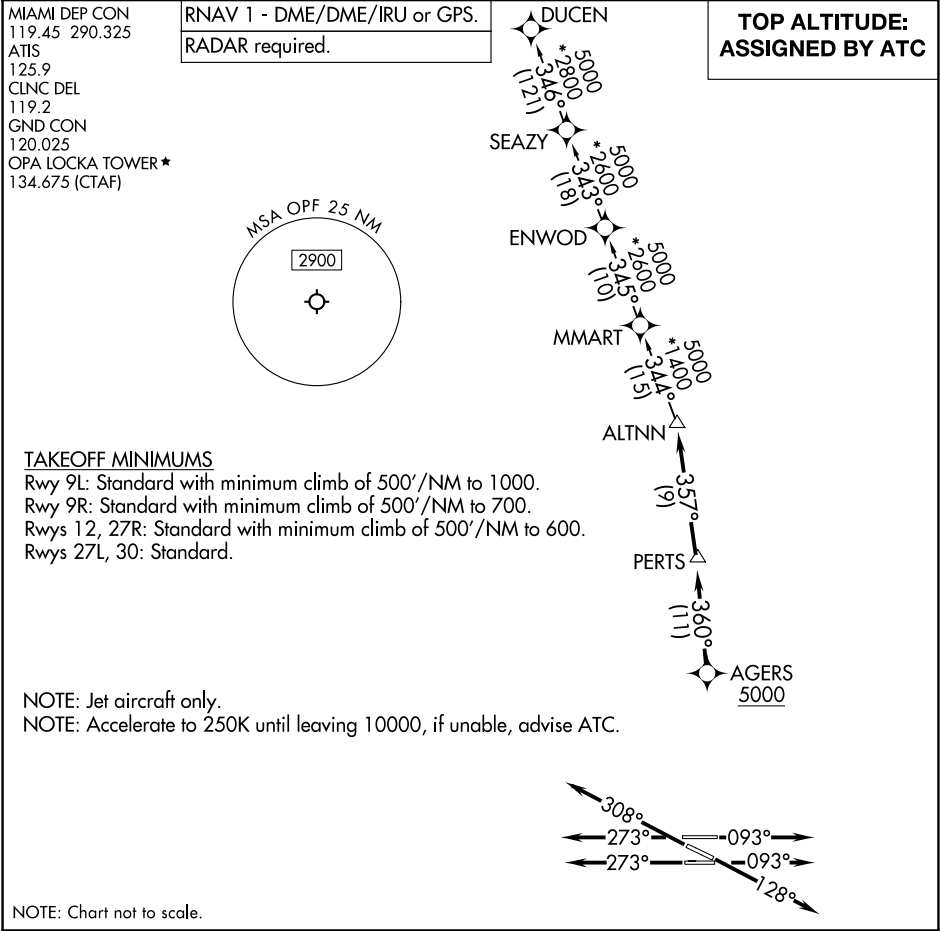 MIAMI DEP CON
119.45 290.325
ATIS
125.9
CLNC DEL
119.2
GND CON
120.025
OPA LOCKA TOWER★
134.675 (CTAF)
RNAV 1 - DME/DME/IRU or GPS.
RADAR required.
TOP ALTITUDE:
ASSIGNED BY ATC
DUCEN
5000
*2800
346°
(121)
SEAZY
5000
*2600
343°
(18)
ENWOD
5000
*2600
345°
(10)
MMART
5000
*1400
344°
(15)
ALTNN
357°
(9)
PERTS
360°
(11)
AGERS
5000
MSA OPF 25 NM
2900
TAKEOFF MINIMUMS
Rwy 9L: Standard with minimum climb of 500'/NM to 1000.
Rwy 9R: Standard with minimum climb of 500'/NM to 700.
Rwys 12, 27R: Standard with minimum climb of 500'/NM to 600.
Rwys 27L, 30: Standard.
NOTE: Jet aircraft only.
NOTE: Accelerate to 250K until leaving 10000, if unable, advise ATC.
308°
273° 093°
273° 093°
128°
NOTE: Chart not to scale.